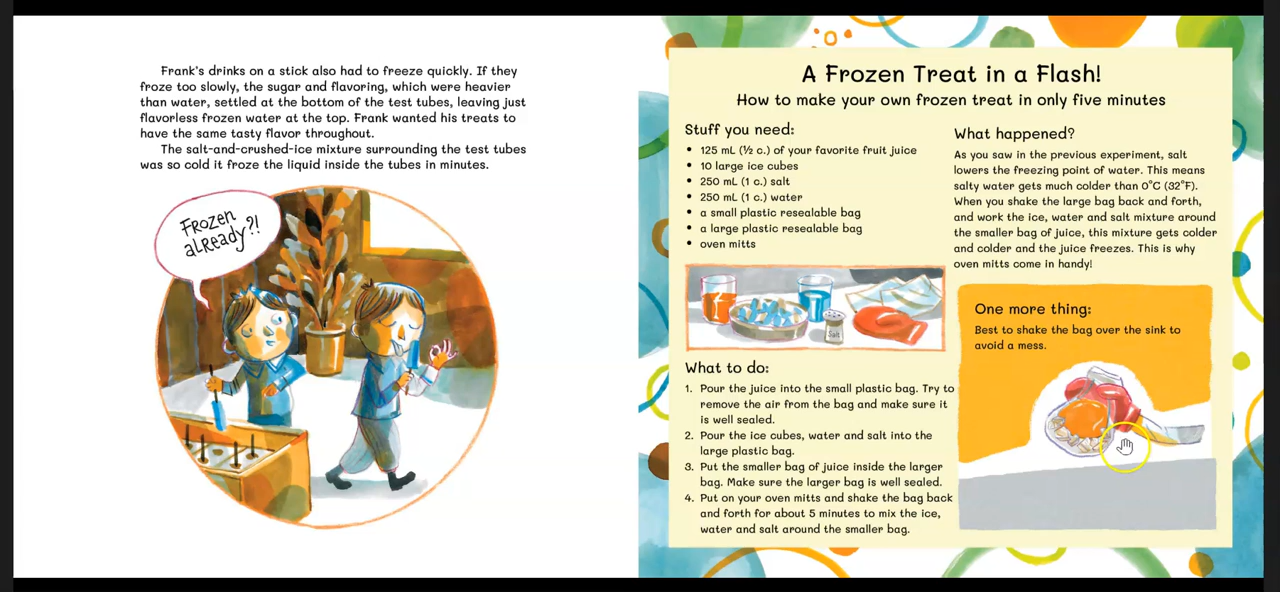 Frank's drinks on a stick also had to freeze quickly. If they
froze too slowly, the sugar and flavoring, which were heavier
than water, settled at the bottom of the test tubes, leaving just
flavorless frozen water at the top. Frank wanted his treats to
have the same tasty flavor throughout.
The salt-and-crushed-ice mixture surrounding the test tubes
was so cold it froze the liquid inside the tubes in minutes.
Frozen
already?!
A Frozen Treat in a Flash!
How to make your own frozen treat in only five minutes
Stuff you need:
• 125 mL (½ c.) of your favorite fruit juice
• 10 large ice cubes
• 250 mL (1 c.) salt
• 250 mL (1 c.) water
• a small plastic resealable bag
• a large plastic resealable bag
• oven mitts
Salt
What to do:
1. Pour the juice into the small plastic bag. Try to
remove the air from the bag and make sure it
is well sealed.
2. Pour the ice cubes, water and salt into the
large plastic bag.
3. Put the smaller bag of juice inside the larger
bag. Make sure the larger bag is well sealed.
4. Put on your oven mitts and shake the bag back
and forth for about 5 minutes to mix the ice,
water and salt around the smaller bag.
What happened?
As you saw in the previous experiment, salt
lowers the freezing point of water. This means
salty water gets much colder than 0°C (32°F).
When you shake the large bag back and forth,
and work the ice, water and salt mixture around
the smaller bag of juice, this mixture gets colder
and colder and the juice freezes. This is why
oven mitts come in handy!
One more thing:
Best to shake the bag over the sink to
avoid a mess.